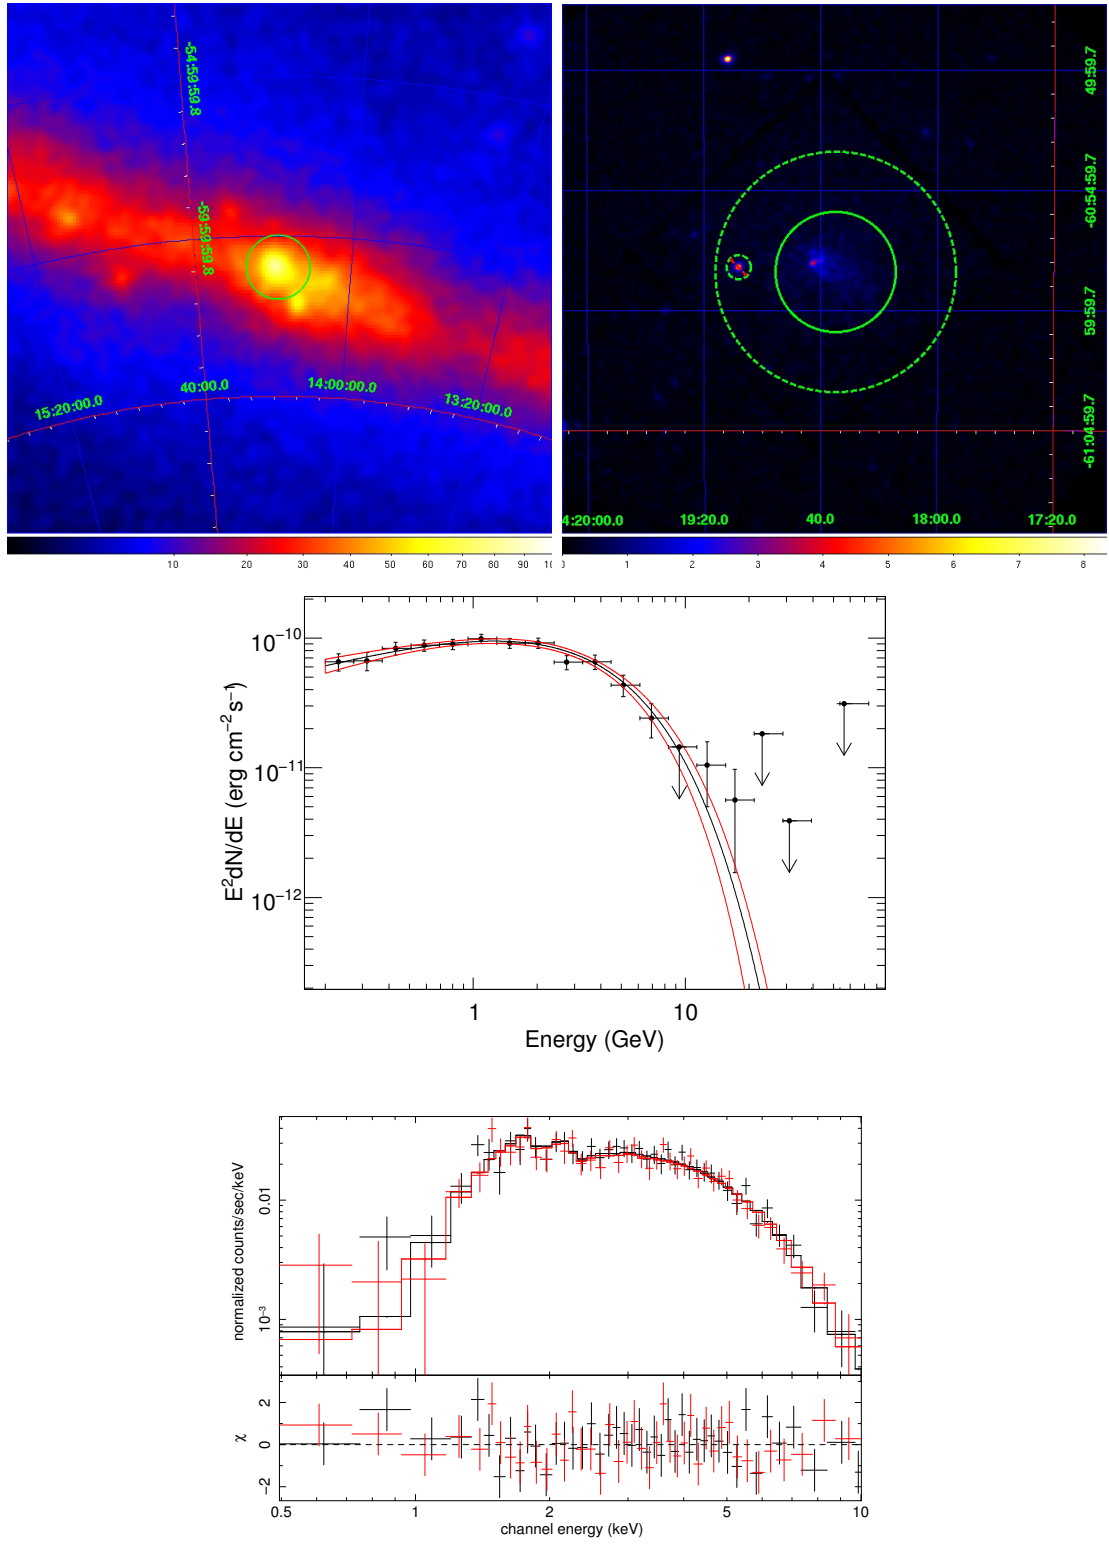 -54:59:59.8
-59:59:59.8
15:20:00.0
40:00.0
14:00:00.0
13:20:00.0
10 20 30 40 50 60 70 80 90
49:59.7
-60:54:59.7
59:59.7
-61:04:59.7
4:20:00.0 19:20.0 40.0 18:00.0 17:20.0
1 2 3 4 5 6 7 8
E²dN/dE (erg cm⁻² s⁻¹)
10⁻¹⁰
10⁻¹¹
10⁻¹²
1 10
Energy (GeV)
normalized counts/sec/keV
0.01
10⁻³
χ
2
0
−2
0.5 1 2 5 10
channel energy (keV)